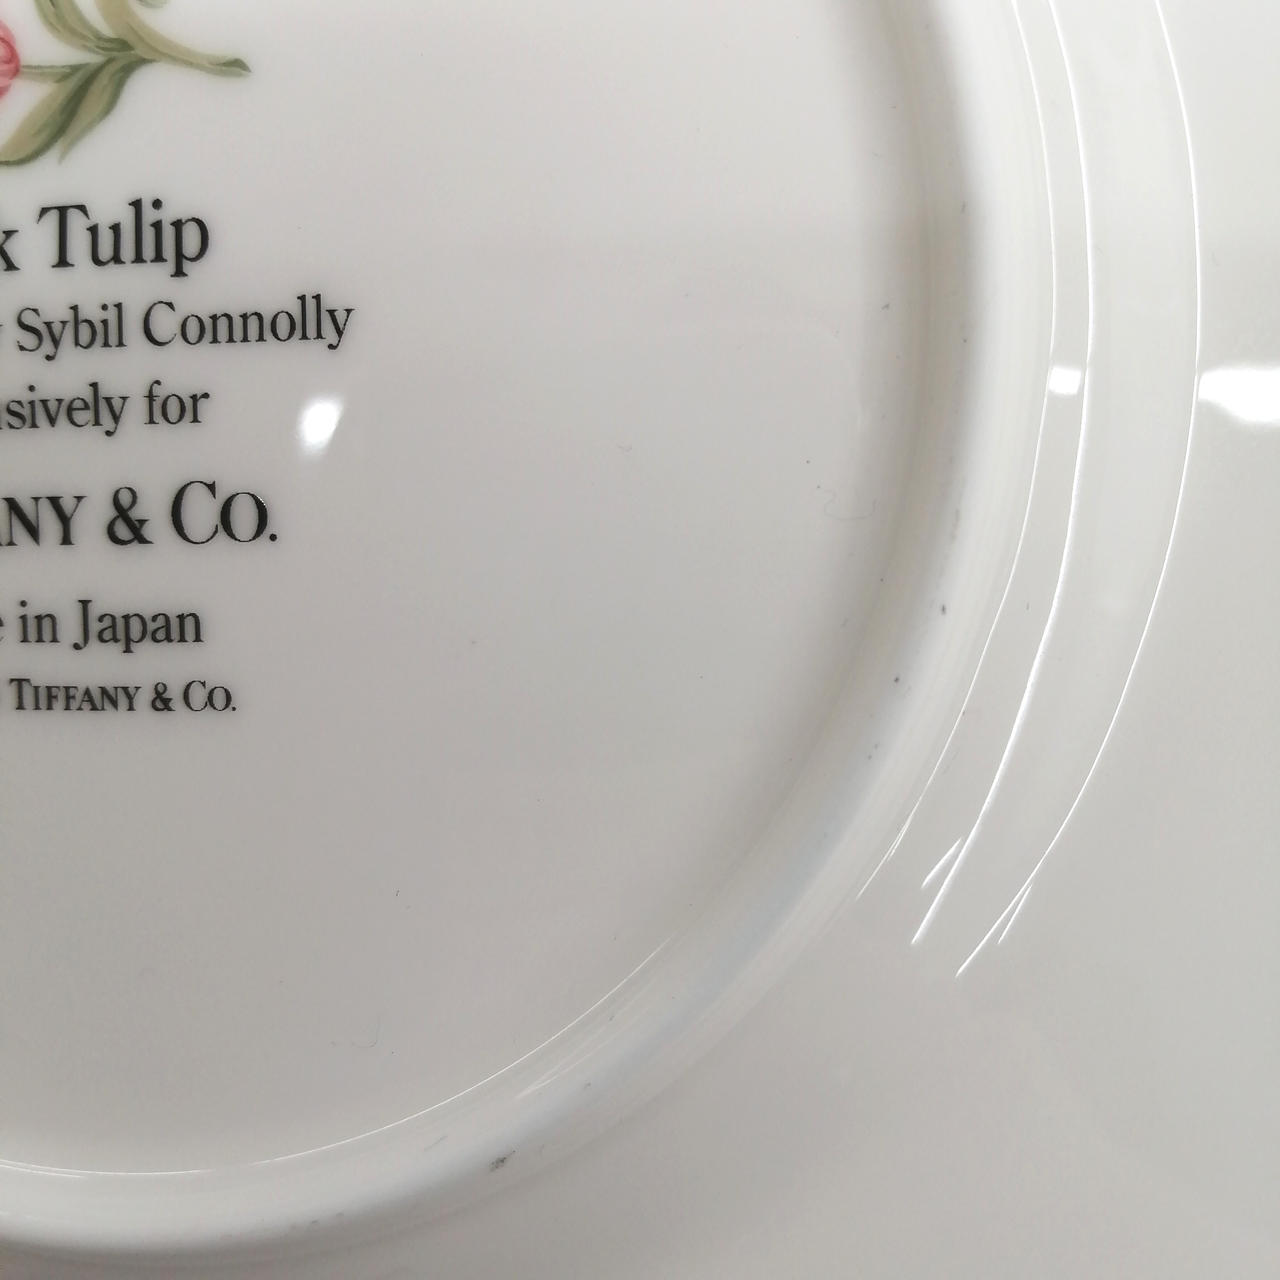 k Tulip
Sybil Connolly
sively for
NY & Co.
in Japan
TIFFANY & Co.